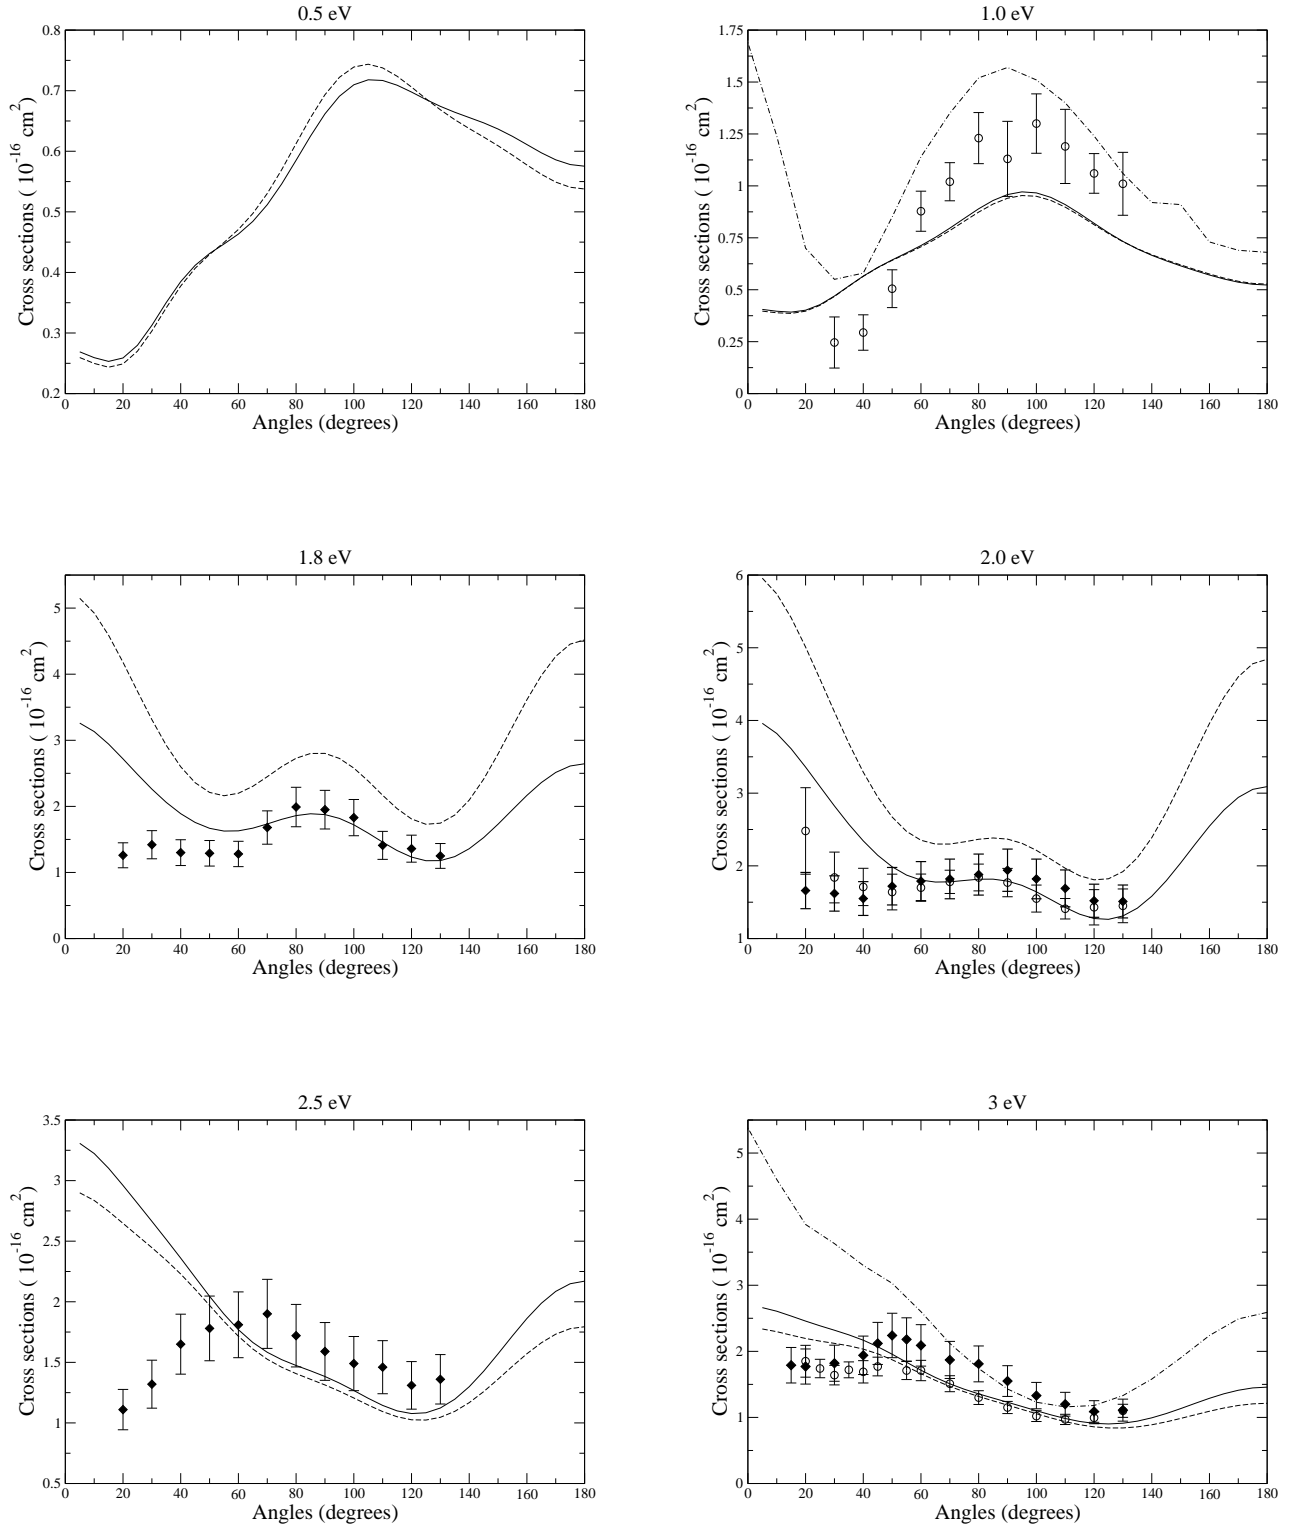 0.5 eV
0.8
0.7
0.6
0.5
0.4
0.3
0.2
Cross sections ( 10^-16 cm^2)
0 20 40 60 80 100 120 140 160 180
Angles (degrees)
1.0 eV
1.75
1.5
1.25
1
0.75
0.5
0.25
0
Cross sections ( 10^-16 cm^2)
0 20 40 60 80 100 120 140 160 180
Angles (degrees)
1.8 eV
5
4
3
2
1
0
Cross sections ( 10^-16 cm^2)
0 20 40 60 80 100 120 140 160 180
Angles (degrees)
2.0 eV
6
5
4
3
2
1
Cross sections ( 10^-16 cm^2)
0 20 40 60 80 100 120 140 160 180
Angles (degrees)
2.5 eV
3.5
3
2.5
2
1.5
1
0.5
Cross sections ( 10^-16 cm^2)
0 20 40 60 80 100 120 140 160 180
Angles (degrees)
3 eV
5
4
3
2
1
0
Cross sections ( 10^-16 cm^2)
0 20 40 60 80 100 120 140 160 180
Angles (degrees)